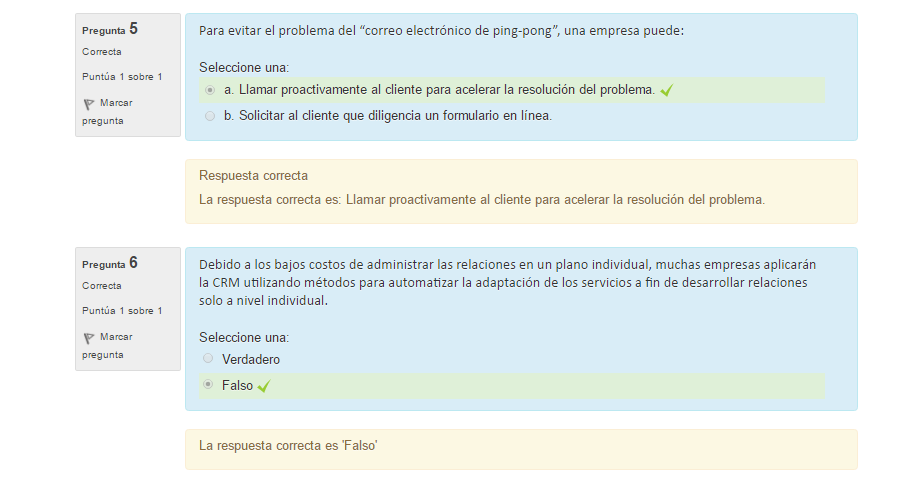 Pregunta 5
Correcta
Puntúa 1 sobre 1
Marcar
pregunta
Para evitar el problema del “correo electrónico de ping-pong”, una empresa puede:
Seleccione una:
a. Llamar proactivamente al cliente para acelerar la resolución del problema.
b. Solicitar al cliente que diligencia un formulario en línea.
Respuesta correcta
La respuesta correcta es: Llamar proactivamente al cliente para acelerar la resolución del problema.
Pregunta 6
Correcta
Puntúa 1 sobre 1
Marcar
pregunta
Debido a los bajos costos de administrar las relaciones en un plano individual, muchas empresas aplicarán
la CRM utilizando métodos para automatizar la adaptación de los servicios a fin de desarrollar relaciones
solo a nivel individual.
Seleccione una:
Verdadero
Falso
La respuesta correcta es 'Falso'